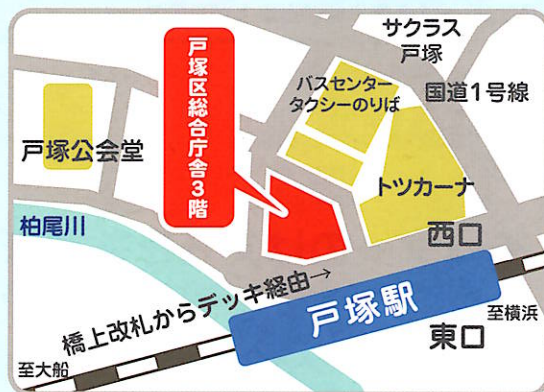 サクラス
戸塚
国道1号線
バスセンター
タクシーのりば
戸塚区総合庁舎3階
戸塚公会堂
トツカーナ
柏尾川
西口
橋上改札からデッキ経由→
戸塚駅
至横浜
東口
至大船